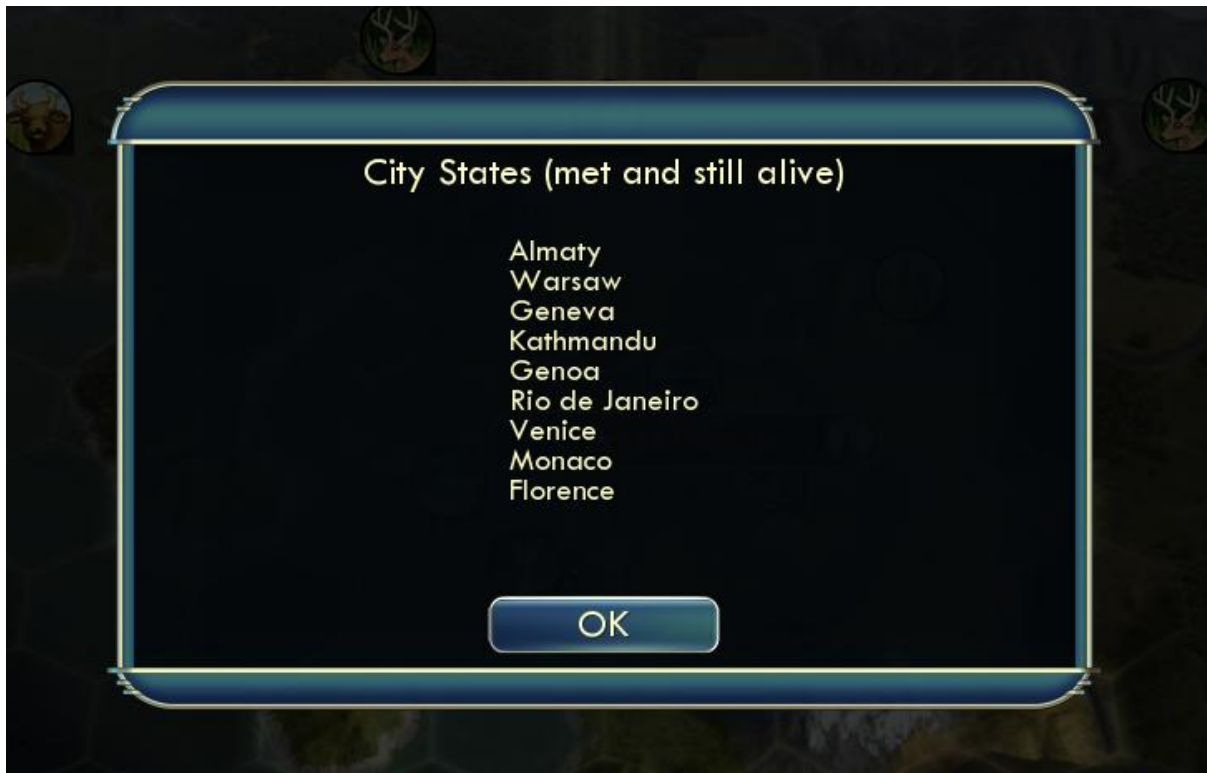 City States (met and still alive)
Almaty
Warsaw
Geneva
Kathmandu
Genoa
Rio de Janeiro
Venice
Monaco
Florence
OK